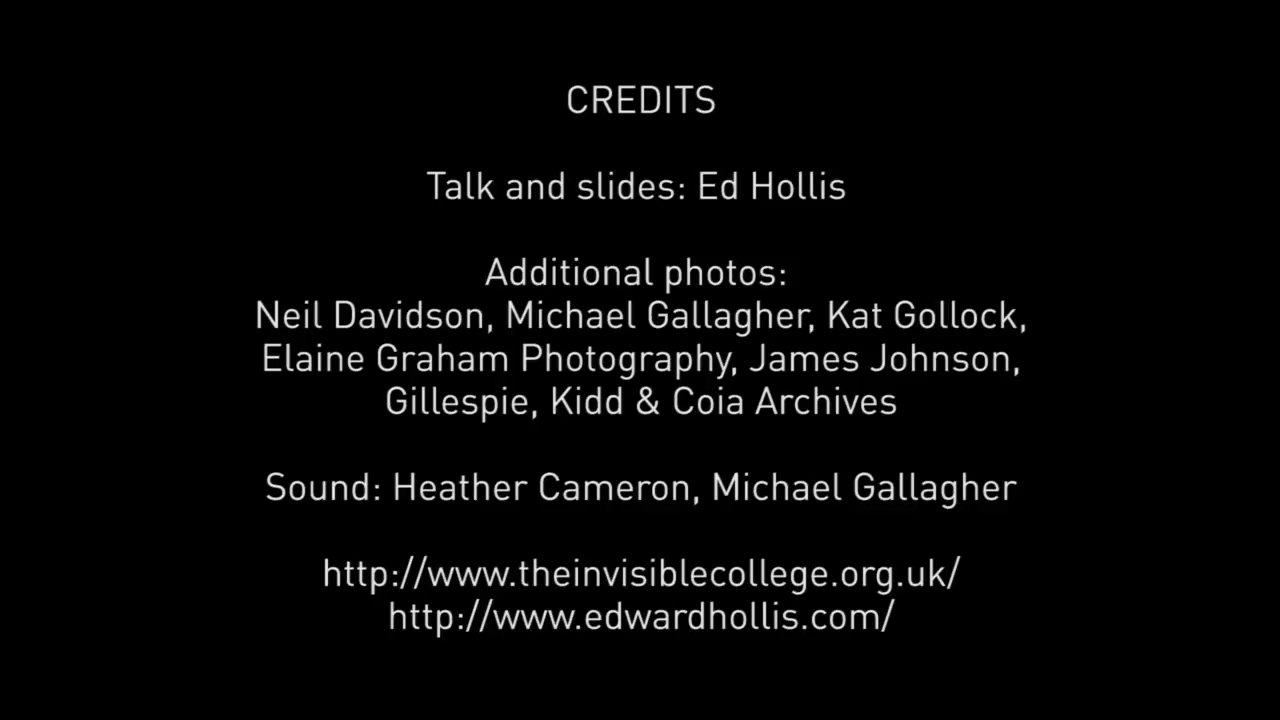 CREDITS
Talk and slides: Ed Hollis
Additional photos:
Neil Davidson, Michael Gallagher, Kat Gollock,
Elaine Graham Photography, James Johnson,
Gillespie, Kidd & Coia Archives
Sound: Heather Cameron, Michael Gallagher
http://www.theinvisiblecollege.org.uk/
http://www.edwardhollis.com/